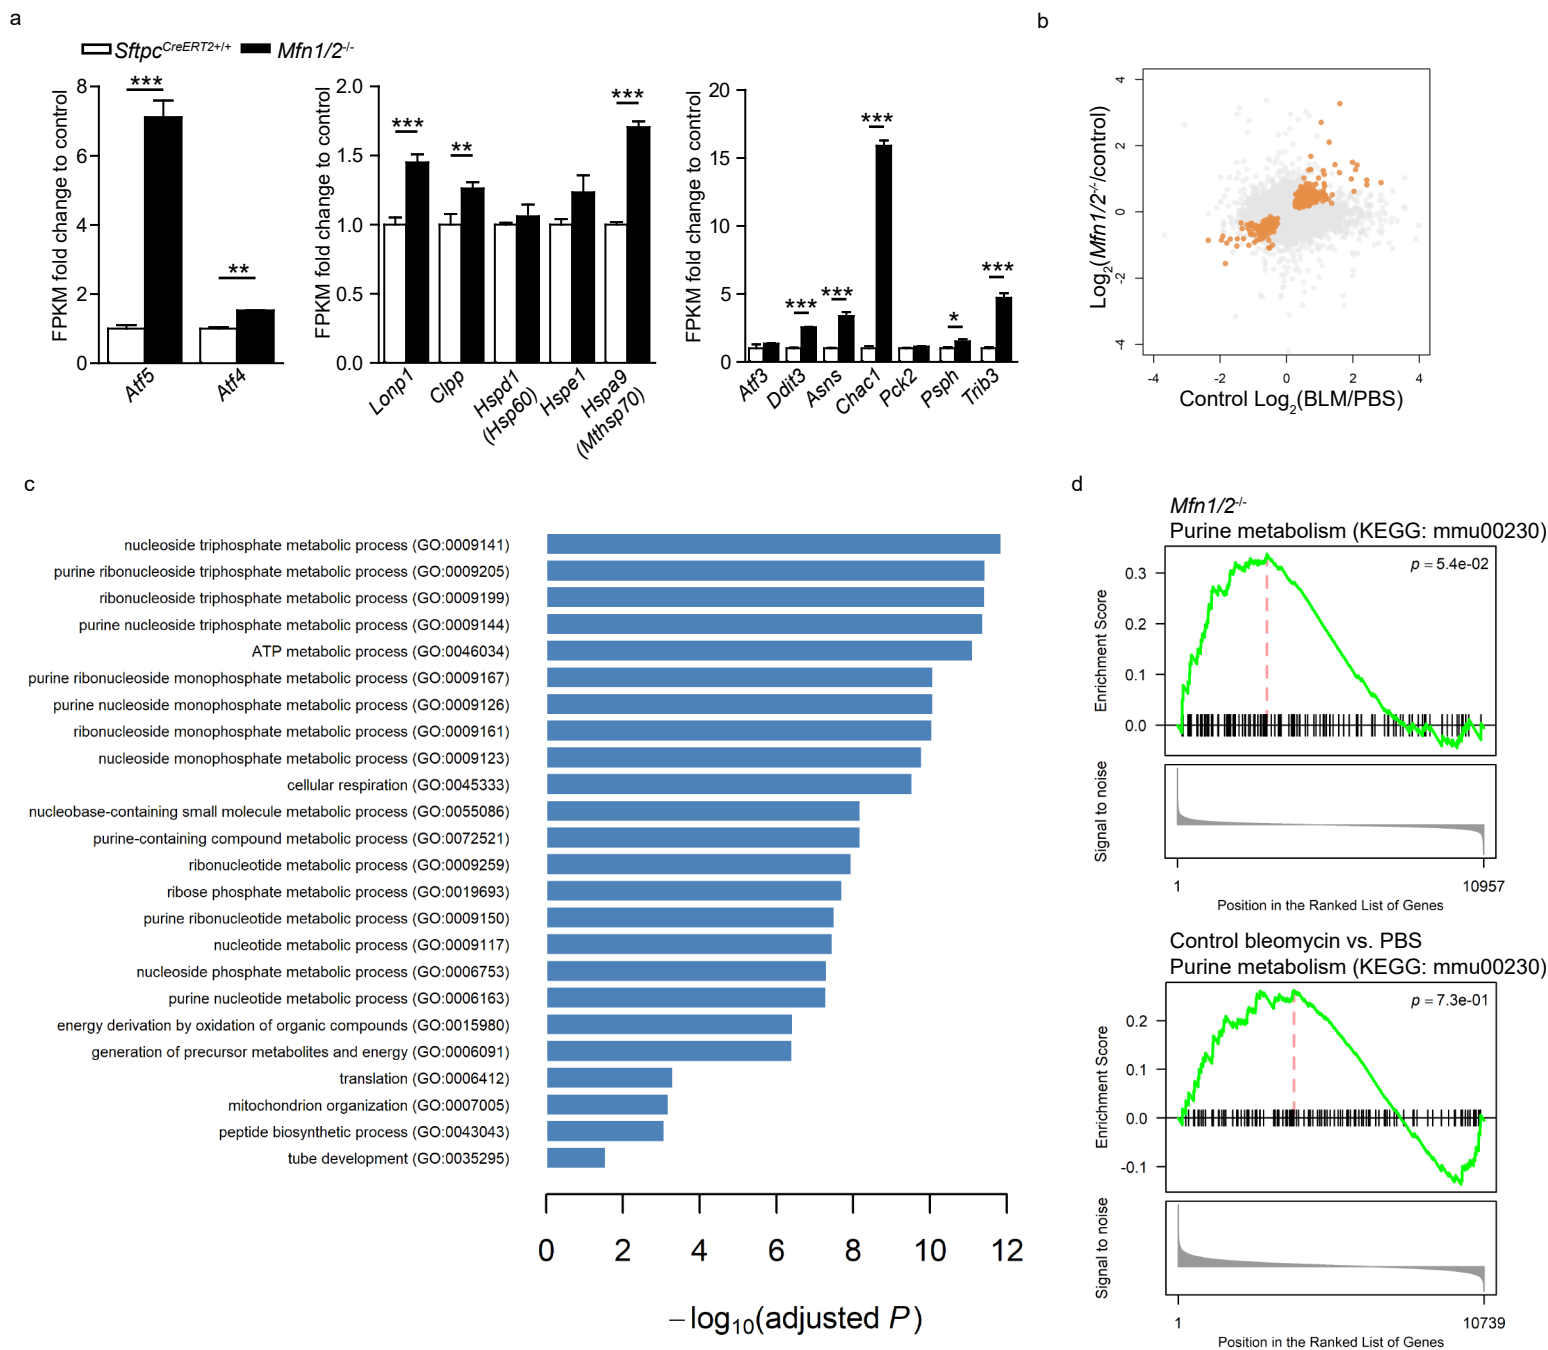 a
Sftpc^CreERT2+/+ Mfn1/2^-/-
FPKM fold change to control
8
6
4
2
0
***
**
Atf5
Atf4
FPKM fold change to control
2.0
1.5
1.0
0.5
0.0
***
**
***
Lonp1
Clpp
Hspd1
(Hsp60)
Hspe1
Hspa9
(Mthsp70)
FPKM fold change to control
20
15
10
5
0
***
***
***
*
***
Atf3
Ddit3
Asns
Chac1
Pck2
Psph
Trib3
b
Log2(Mfn1/2^-/-/control)
4
2
0
-2
-4
-4 -2 0 2 4
Control Log2(BLM/PBS)
c
nucleoside triphosphate metabolic process (GO:0009141)
purine ribonucleoside triphosphate metabolic process (GO:0009205)
ribonucleoside triphosphate metabolic process (GO:0009199)
purine nucleoside triphosphate metabolic process (GO:0009144)
ATP metabolic process (GO:0046034)
purine ribonucleoside monophosphate metabolic process (GO:0009167)
purine nucleoside monophosphate metabolic process (GO:0009126)
ribonucleoside monophosphate metabolic process (GO:0009161)
nucleoside monophosphate metabolic process (GO:0009123)
cellular respiration (GO:0045333)
nucleobase-containing small molecule metabolic process (GO:0055086)
purine-containing compound metabolic process (GO:0072521)
ribonucleotide metabolic process (GO:0009259)
ribose phosphate metabolic process (GO:0019693)
purine ribonucleotide metabolic process (GO:0009150)
nucleotide metabolic process (GO:0009117)
nucleoside phosphate metabolic process (GO:0006753)
purine nucleotide metabolic process (GO:0006163)
energy derivation by oxidation of organic compounds (GO:0015980)
generation of precursor metabolites and energy (GO:0006091)
translation (GO:0006412)
mitochondrion organization (GO:0007005)
peptide biosynthetic process (GO:0043043)
tube development (GO:0035295)
0 2 4 6 8 10 12
−log10(adjusted P)
d
Mfn1/2^-/-
Purine metabolism (KEGG: mmu00230)
p = 5.4e-02
Enrichment Score
0.3
0.2
0.1
0.0
Signal to noise
1 10957
Position in the Ranked List of Genes
Control bleomycin vs. PBS
Purine metabolism (KEGG: mmu00230)
p = 7.3e-01
Enrichment Score
0.2
0.1
0.0
-0.1
Signal to noise
1 10739
Position in the Ranked List of Genes